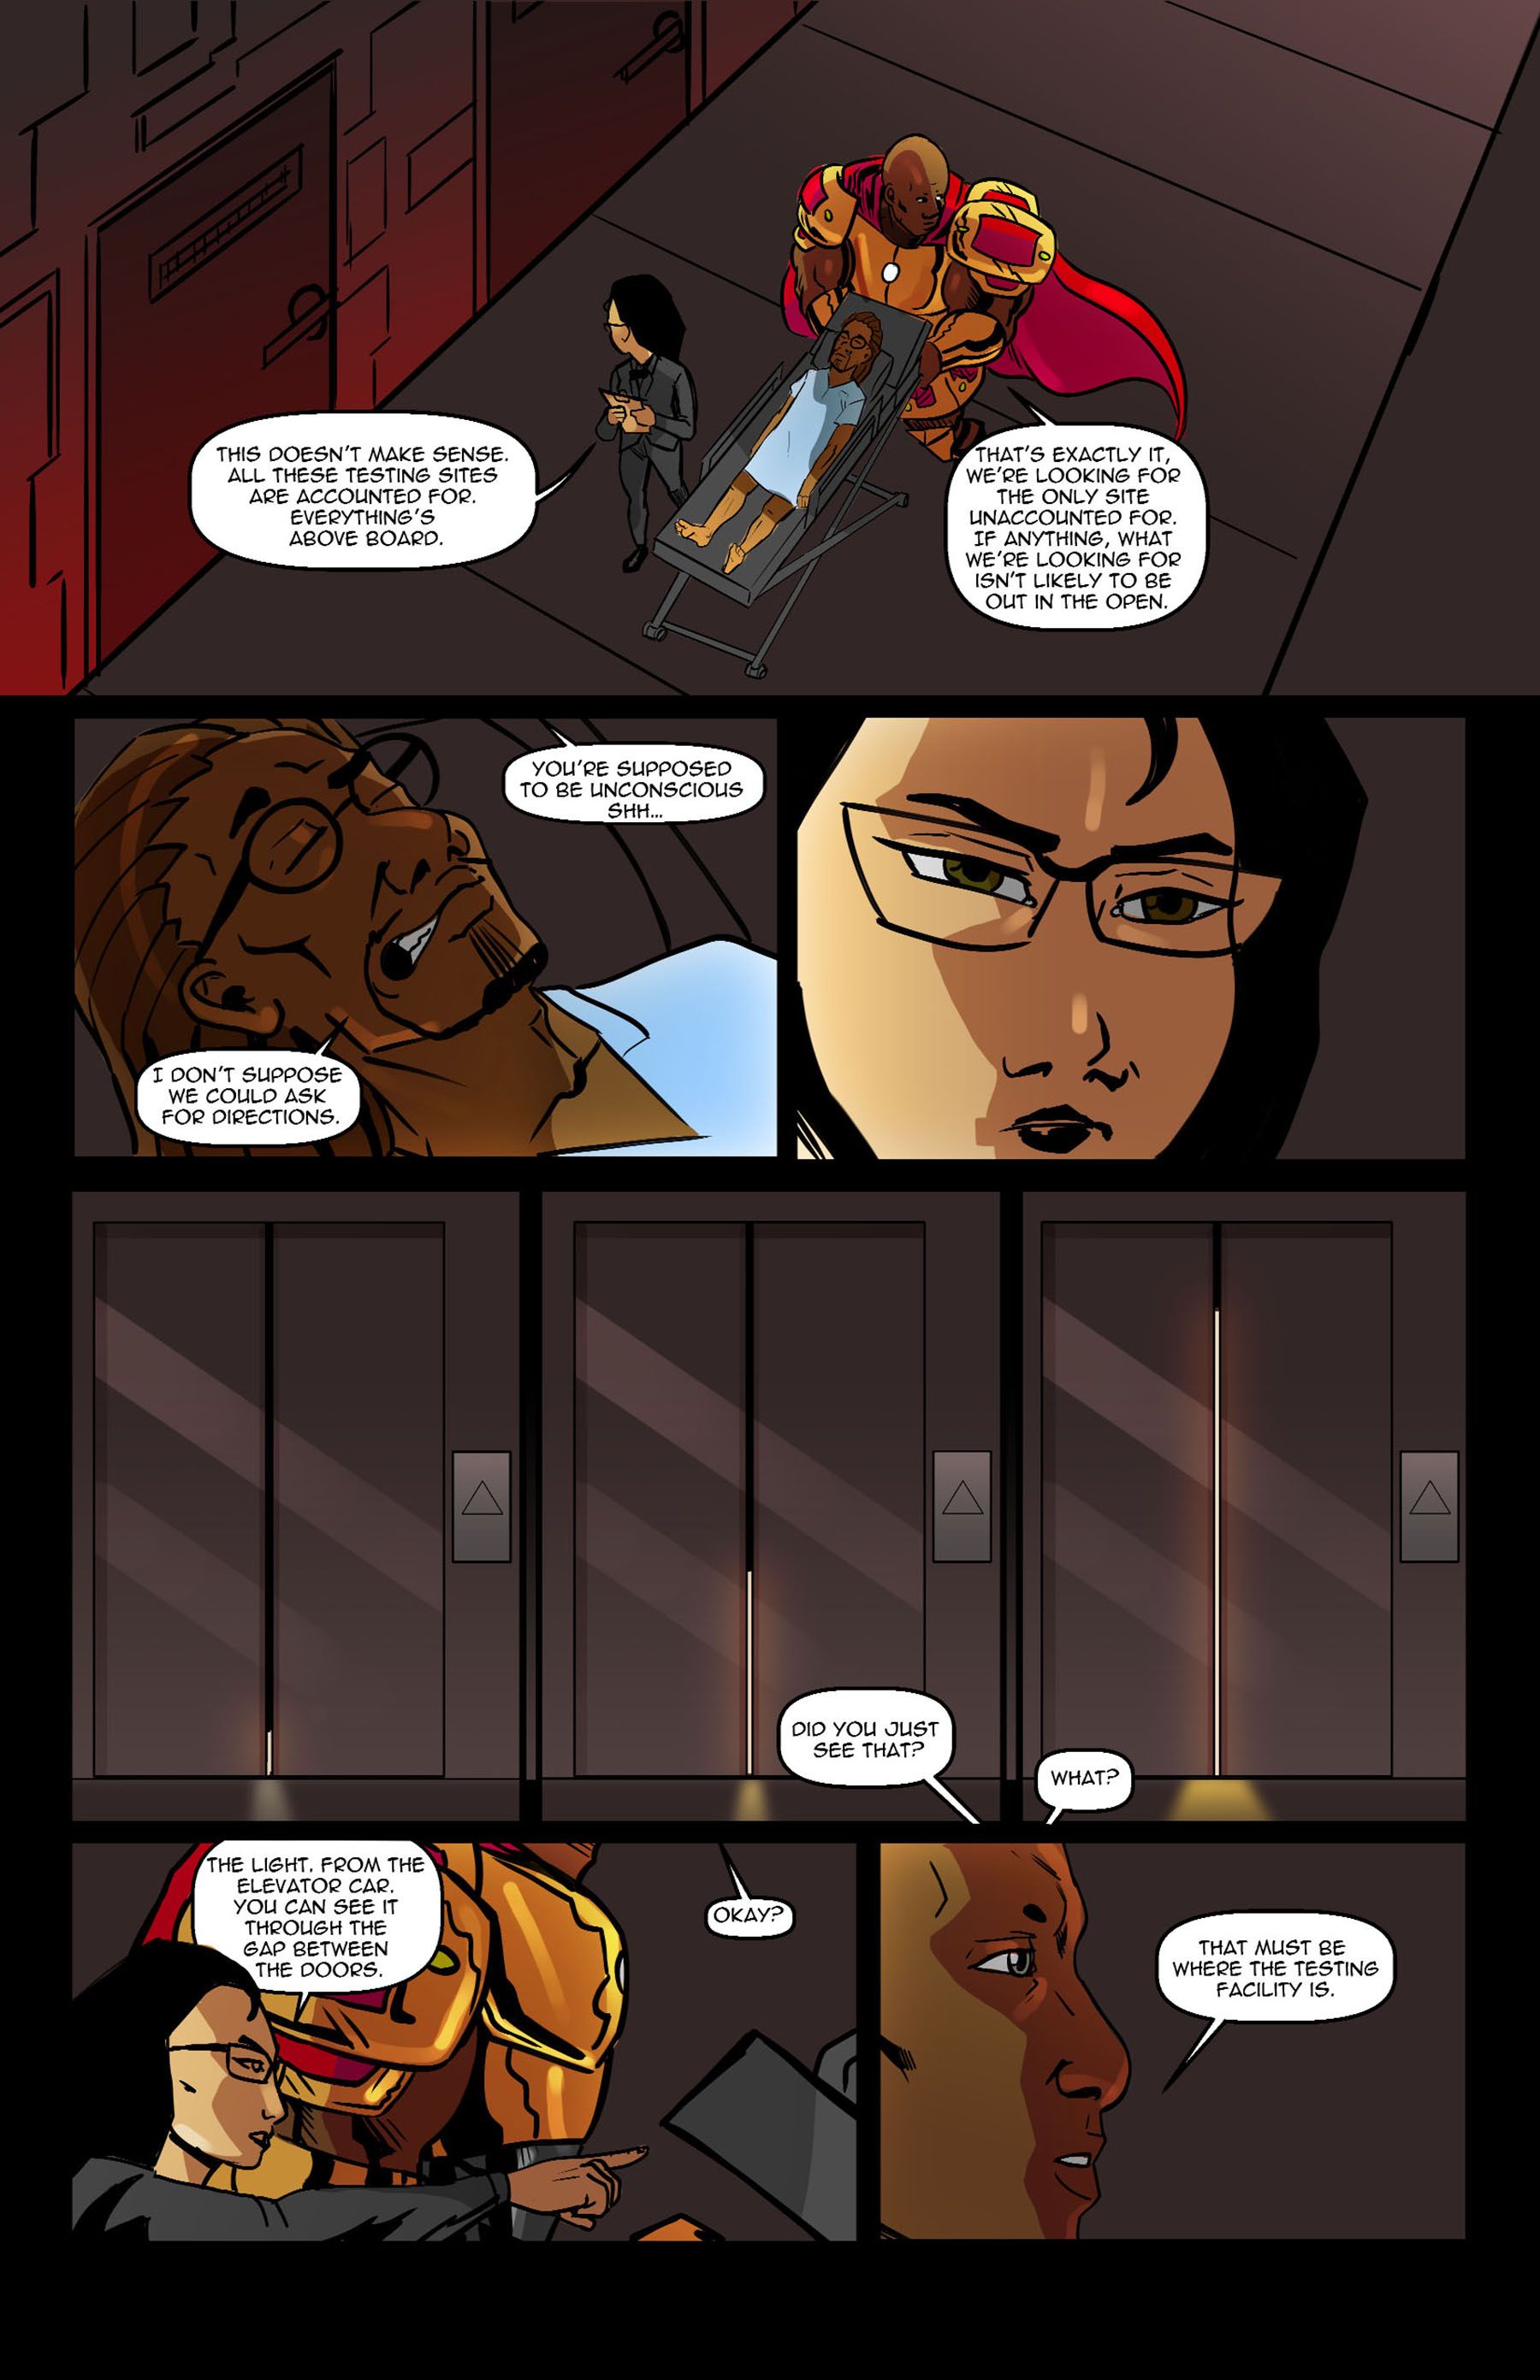 THIS DOESN'T MAKE SENSE.
ALL THESE TESTING SITES
ARE ACCOUNTED FOR.
EVERYTHING'S
ABOVE BOARD.
THAT'S EXACTLY IT,
WE'RE LOOKING FOR
THE ONLY SITE
UNACCOUNTED FOR.
IF ANYTHING, WHAT
WE'RE LOOKING FOR
ISN'T LIKELY TO BE
OUT IN THE OPEN.
I DON'T SUPPOSE
WE COULD ASK
FOR DIRECTIONS.
YOU'RE SUPPOSED
TO BE UNCONSCIOUS
SHH...
DID YOU JUST
SEE THAT?
WHAT?
THE LIGHT. FROM THE
ELEVATOR CAR.
YOU CAN SEE IT
THROUGH THE
GAP BETWEEN
THE DOORS.
OKAY?
THAT MUST BE
WHERE THE TESTING
FACILITY IS.